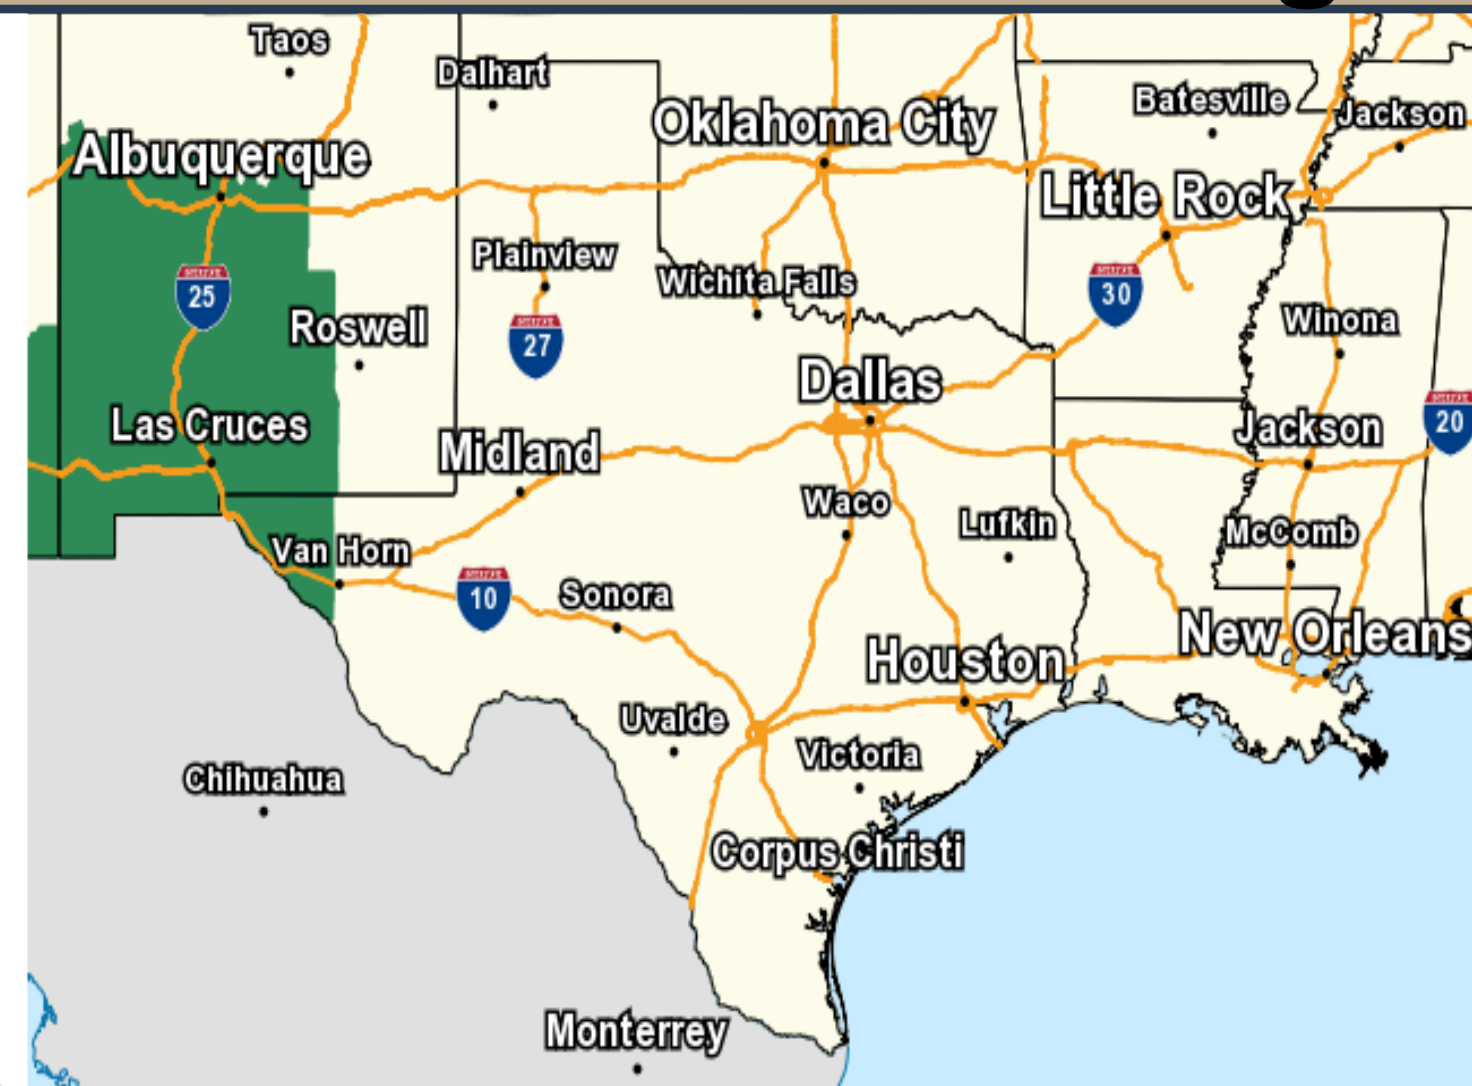 Taos
Dalhart
Oklahoma City
Batesville
Jackson
Albuquerque
Little Rock
25
Plainview
Wichita Falls
30
Roswell
27
Winona
Dallas
Las Cruces
Midland
Jackson
20
Waco
Lufkin
McComb
Van Horn
10
Sonora
Houston
New Orleans
Uvalde
Victoria
Chihuahua
Corpus Christi
Monterrey